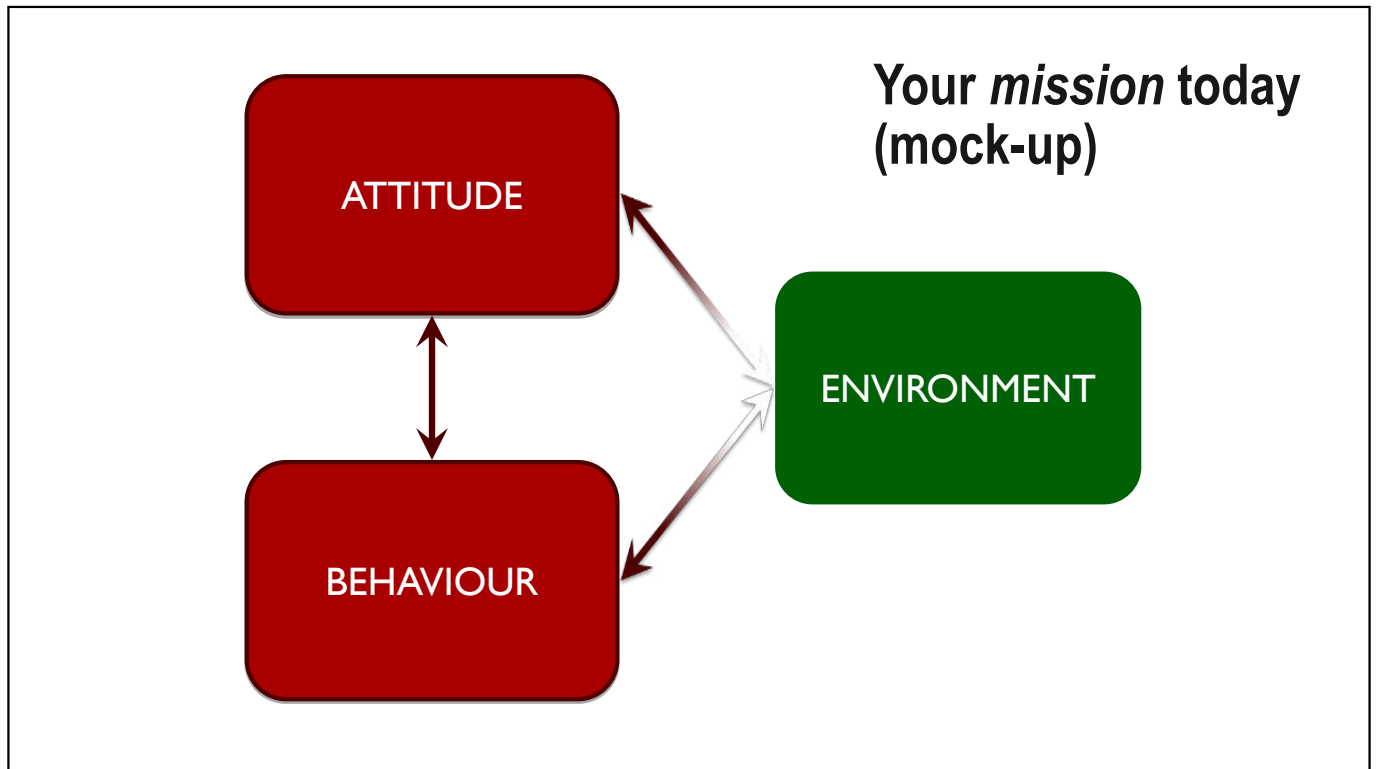 Your mission today
(mock-up)
ATTITUDE
ENVIRONMENT
BEHAVIOUR